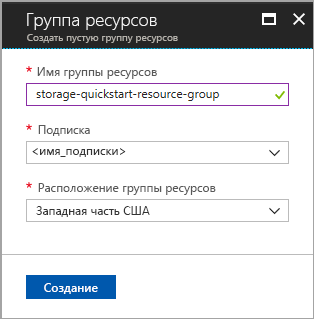 Группа ресурсов
Создать пустую группу ресурсов
* Имя группы ресурсов
storage-quickstart-resource-group
* Подписка
<имя_подписки>
* Расположение группы ресурсов
Западная часть США
Создание